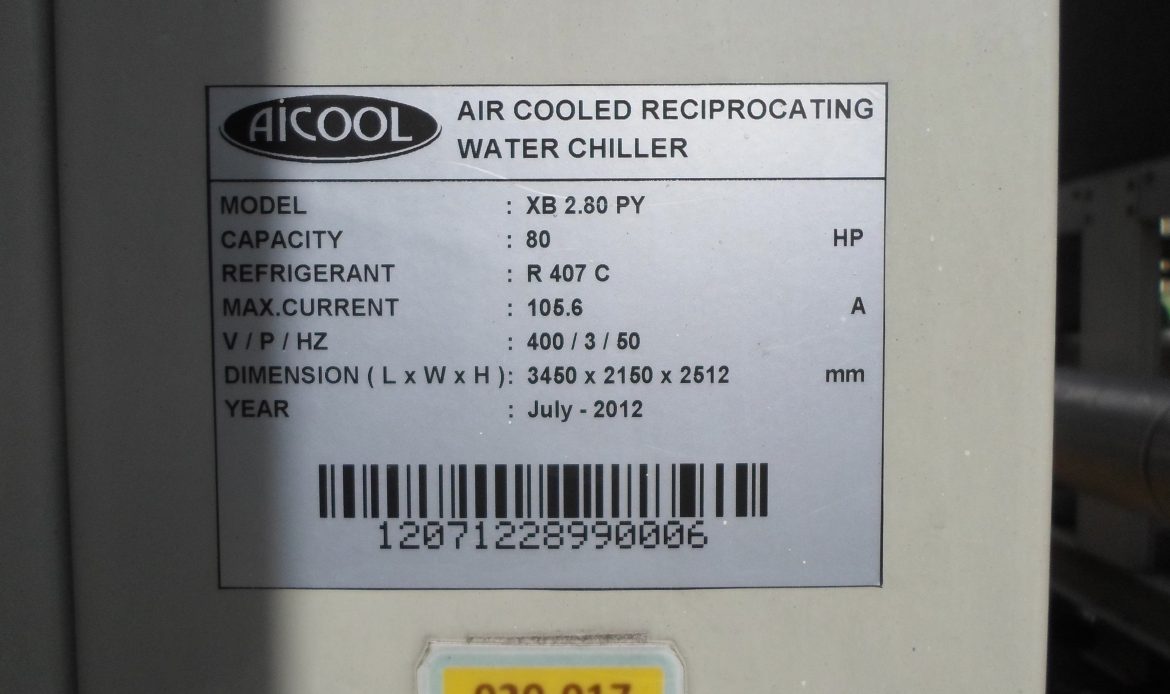 AiCOOL
AIR COOLED RECIPROCATING
WATER CHILLER
MODEL : XB 2.80 PY
CAPACITY : 80 HP
REFRIGERANT : R 407 C
MAX.CURRENT : 105.6 A
V / P / HZ : 400 / 3 / 50
DIMENSION ( L x W x H ) : 3450 x 2150 x 2512 mm
YEAR : July - 2012
12071228990006